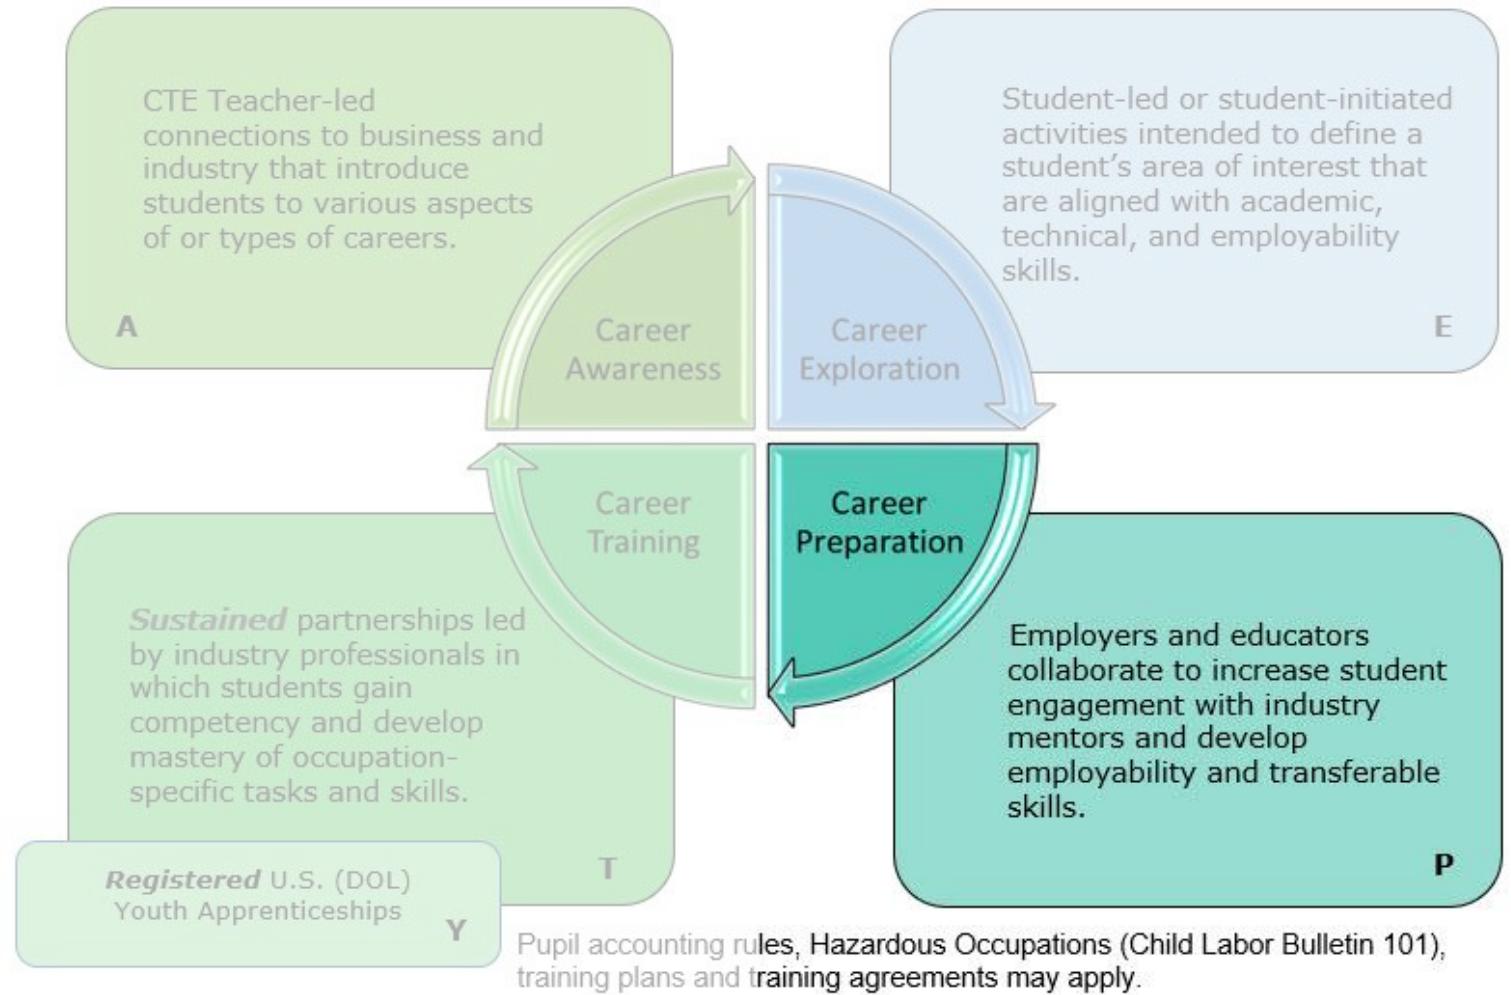 CTE Teacher-led
connections to business and
industry that introduce
students to various aspects
of or types of careers.
A
Student-led or student-initiated
activities intended to define a
student’s area of interest that
are aligned with academic,
technical, and employability
skills.
E
Career
Awareness
Career
Exploration
Career
Training
Career
Preparation
Sustained partnerships led
by industry professionals in
which students gain
competency and develop
mastery of occupation-
specific tasks and skills.
T
Registered U.S. (DOL)
Youth Apprenticeships
Y
Employers and educators
collaborate to increase student
engagement with industry
mentors and develop
employability and transferable
skills.
P
Pupil accounting rules, Hazardous Occupations (Child Labor Bulletin 101),
training plans and training agreements may apply.